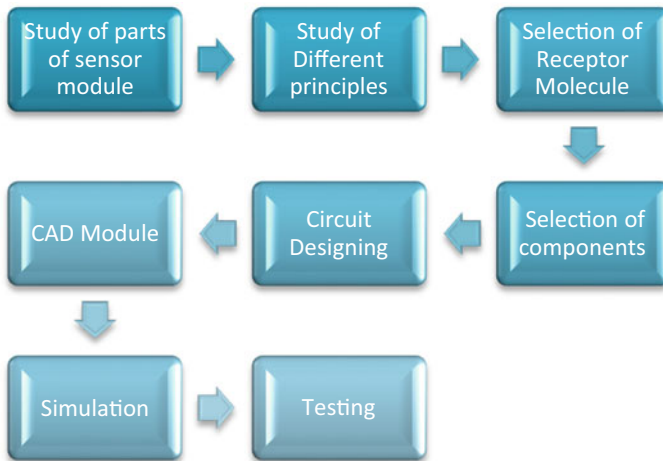 Study of parts
of sensor
module
Study of
Different
principles
Selection of
Receptor
Molecule
CAD Module
Circuit
Designing
Selection of
components
Simulation
Testing